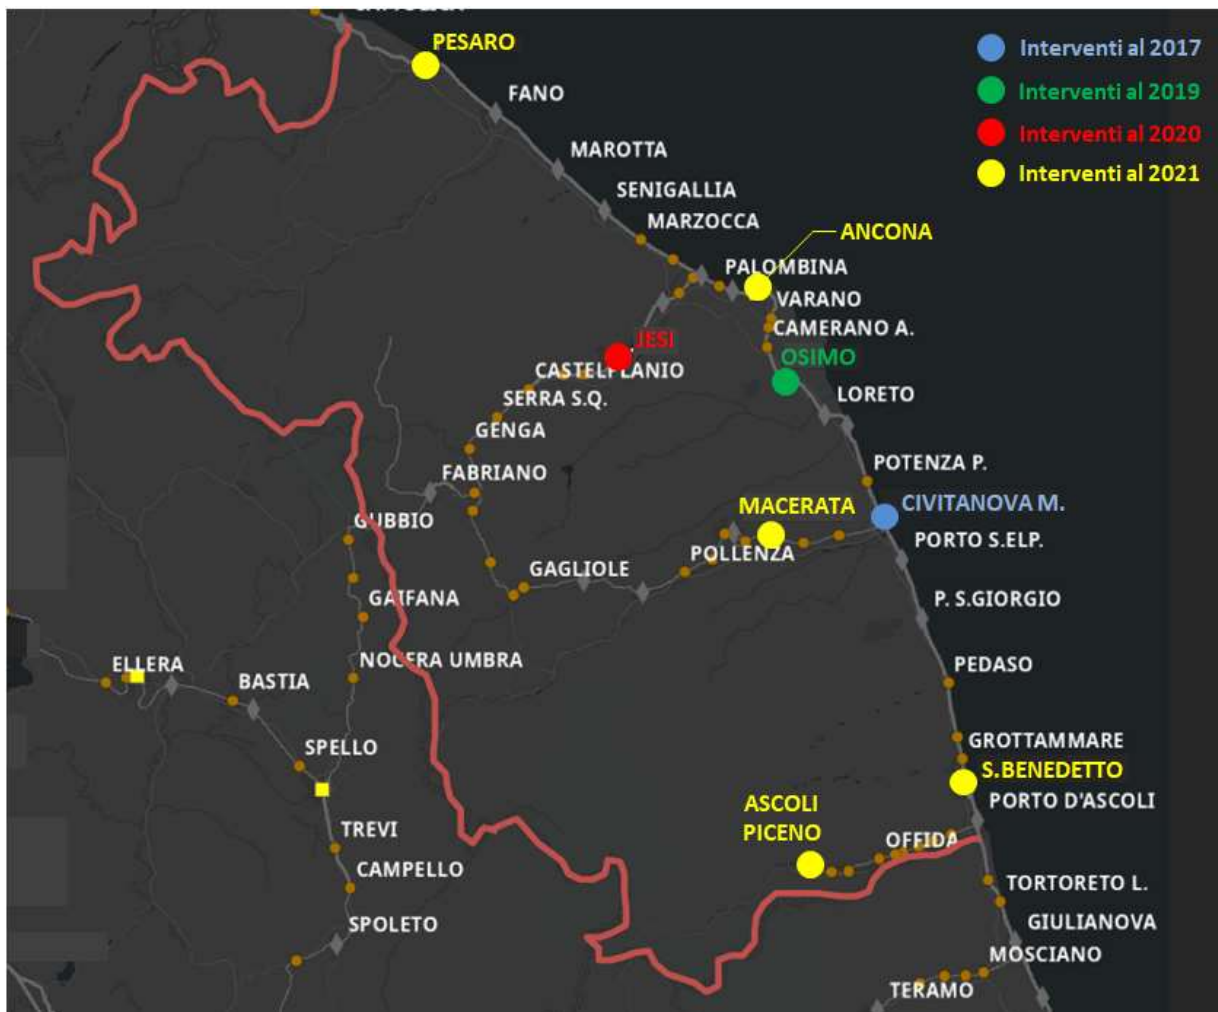 PESARO
Interventi al 2017
FANO
Interventi al 2019
Interventi al 2020
MAROTTA
Interventi al 2021
SENIGALLIA
MARZOCCA
ANCONA
PALOMBINA
VARANO
CAMERANO A.
JESI
OSIMO
CASTELPLANIO
SERRA S.Q.
LORETO
GENGA
POTENZA P.
FABRIANO
MACERATA
CIVITANOVA M.
GUBBIO
PORTO S.ELP.
POLLENZA
GAGLIOLE
GAIFANA
P. S.GIORGIO
NOCERA UMBRA
ELLERA
PEDASO
BASTIA
GROTTAMMARE
SPELLO
S.BENEDETTO
PORTO D'ASCOLI
ASCOLI
PICENO
TREVI
OFFIDA
CAMPELLO
TORTORETO L.
SPOLETO
GIULIANOVA
MOSCIANO
TERAMO